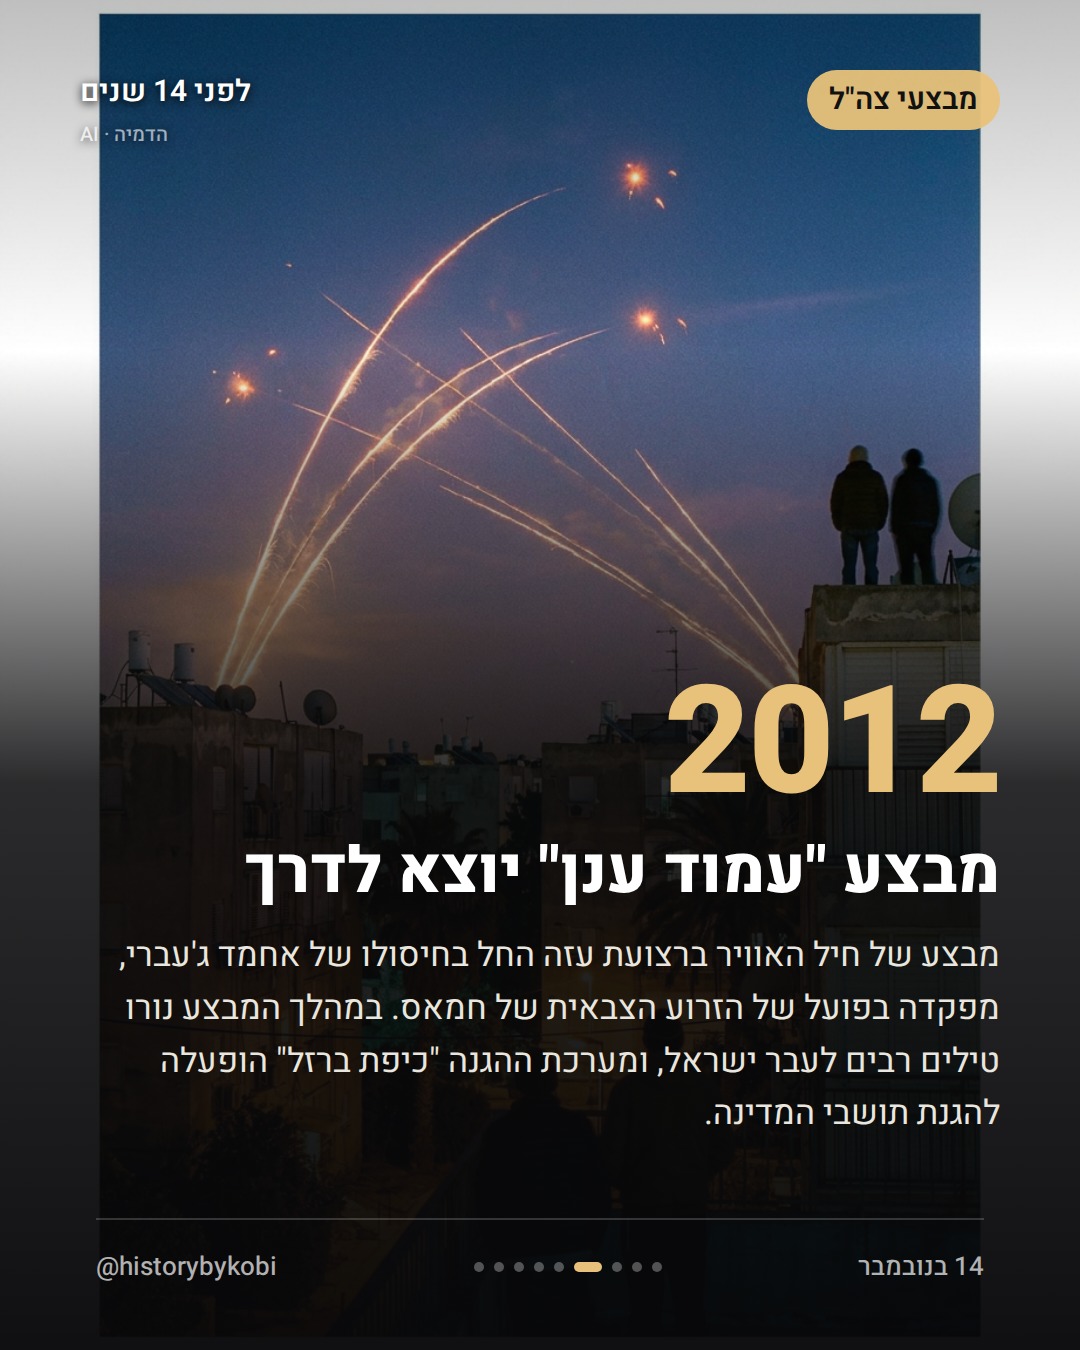 מבצעי צה"ל
לפני 14 שנים
הדמיה · AI
2012
מבצע "עמוד ענן" יוצא לדרך
מבצע של חיל האוויר ברצועת עזה החל בחיסולו של אחמד ג'עברי,
מפקדה בפועל של הזרוע הצבאית של חמאס. במהלך המבצע נורו
טילים רבים לעבר ישראל, ומערכת ההגנה "כיפת ברזל" הופעלה
להגנת תושבי המדינה.
14 בנובמבר
@historybykobi